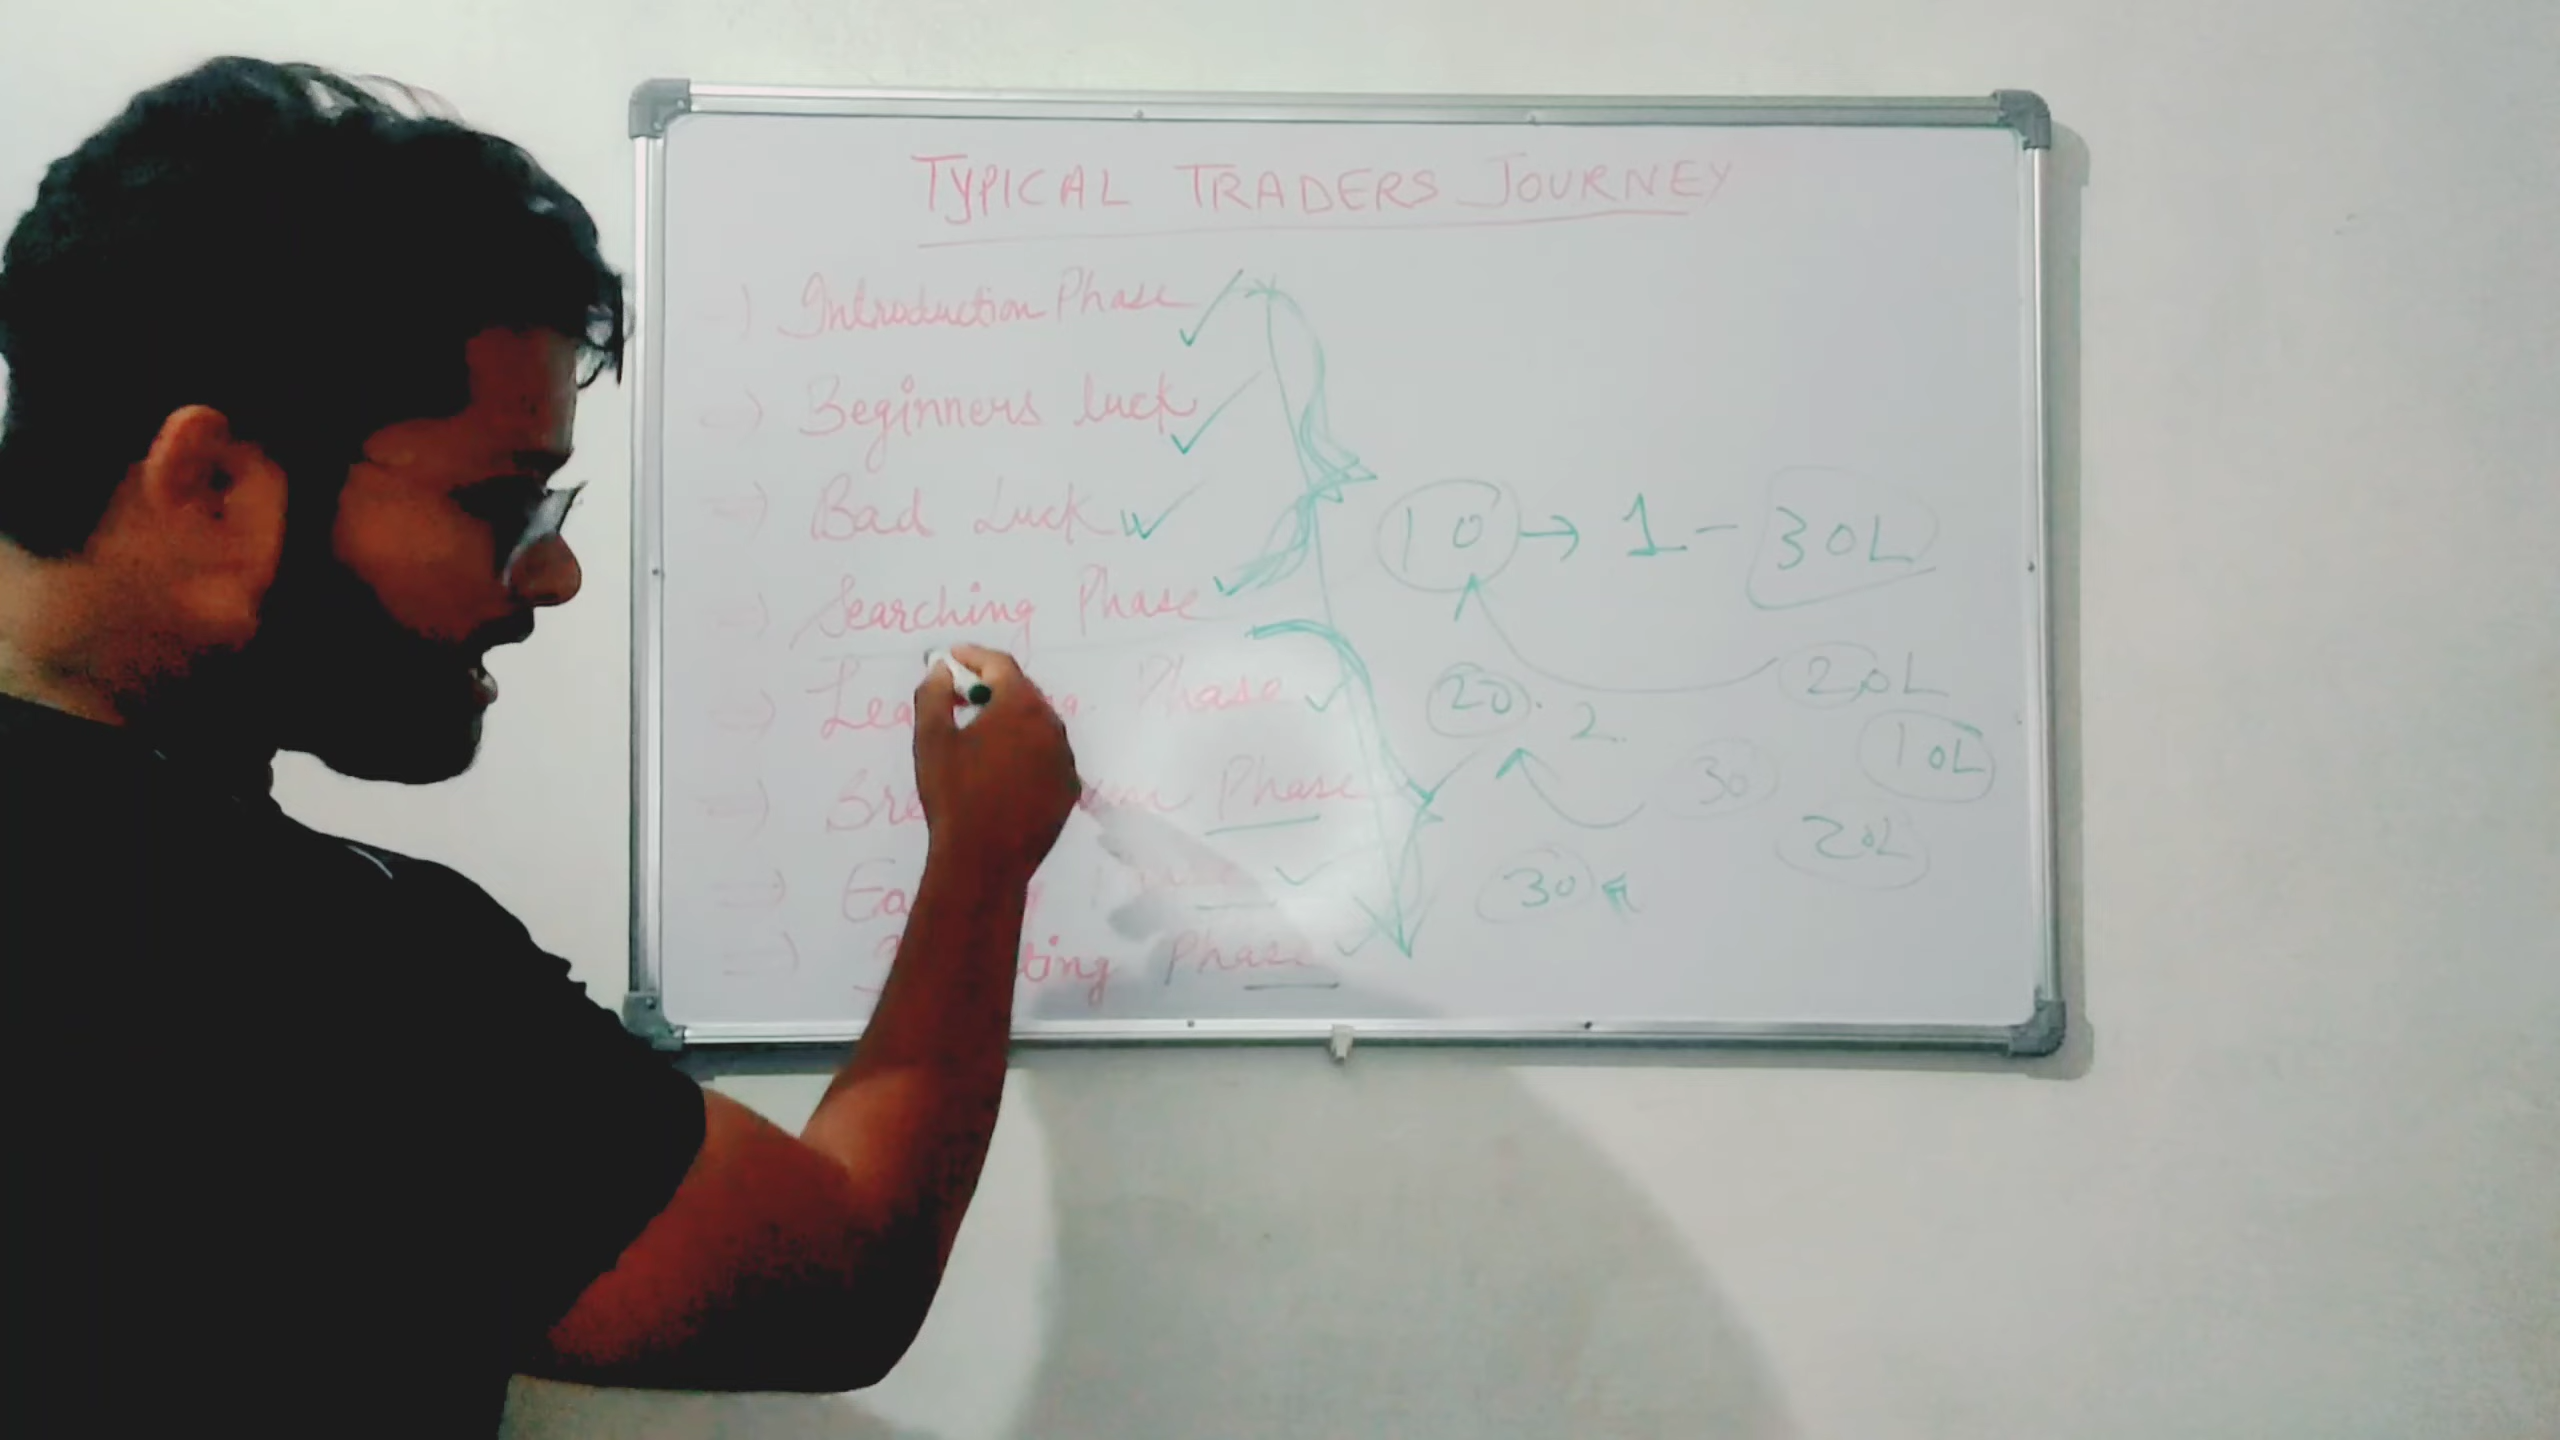 TYPICAL TRADERS JOURNEY
⇒) Introduction Phase ✓
⇒) Beginners luck ✓
⇒) Bad Luck ✓
10 → 1 - 30L
⇒) Searching Phase ✓
⇒) Phase ✓
20L
20. 2.
10L
⇒) Phase
30
20L
⇒) ✓
30
⇒) Phase ✓